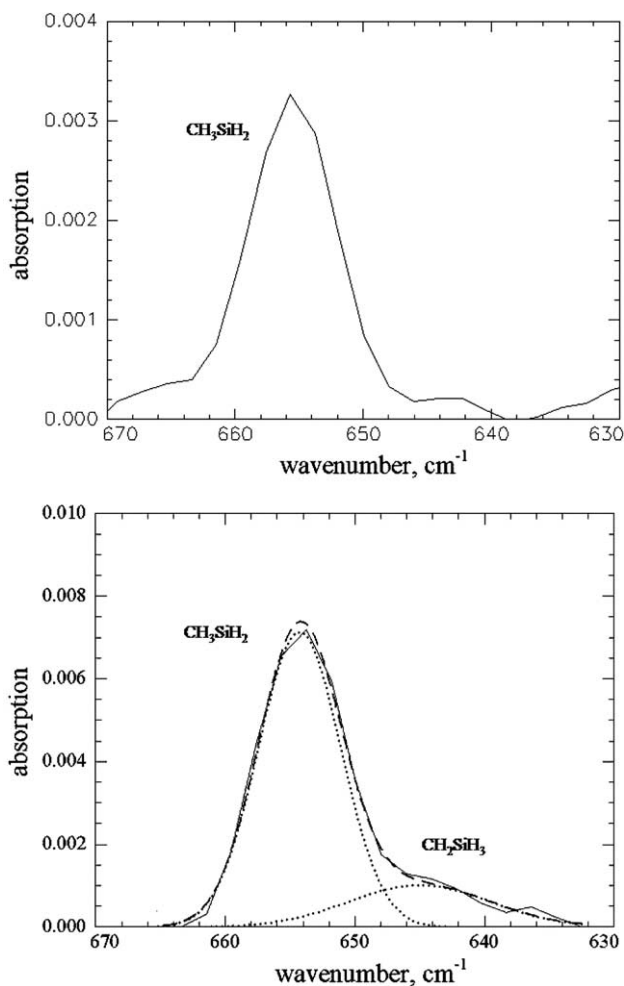 0.004
0.003
0.002
0.001
0.000
absorption
CH₃SiH₂
670 660 650 640 630
wavenumber, cm⁻¹
0.010
0.008
0.006
0.004
0.002
0.000
absorption
CH₃SiH₂
CH₂SiH₃
670 660 650 640 630
wavenumber, cm⁻¹